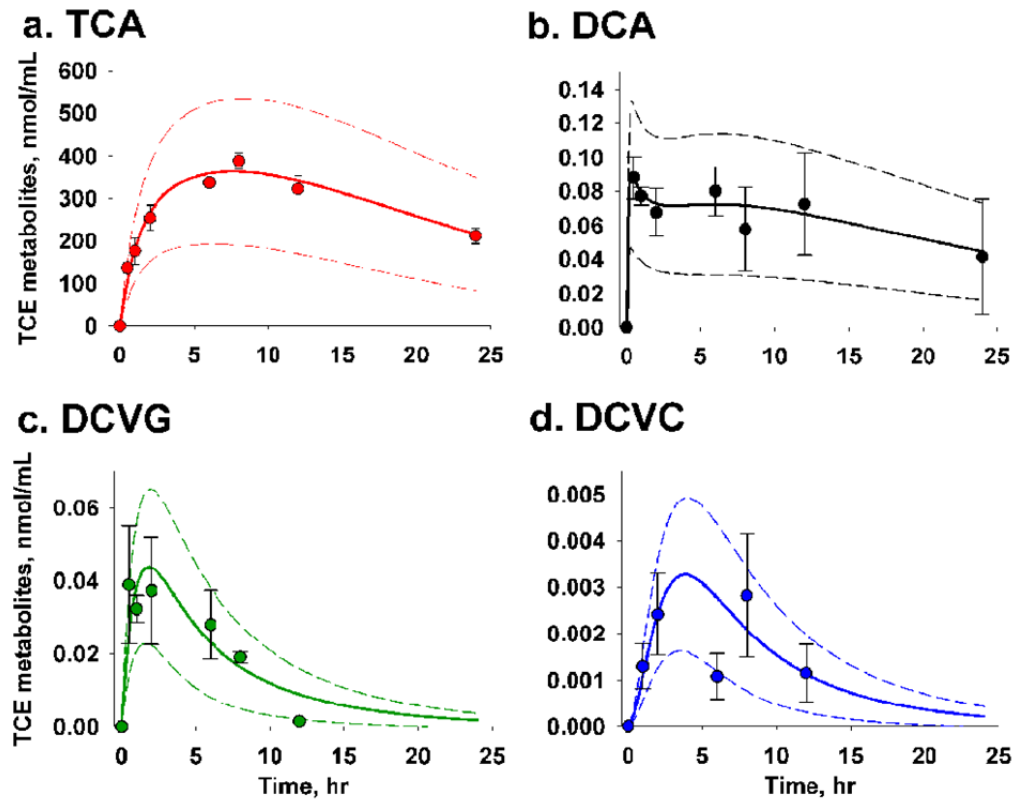 a. TCA
TCE metabolites, nmol/mL
600
500
400
300
200
100
0
0 5 10 15 20 25
b. DCA
0.14
0.12
0.10
0.08
0.06
0.04
0.02
0.00
0 5 10 15 20 25
c. DCVG
TCE metabolites, nmol/mL
0.06
0.04
0.02
0.00
0 5 10 15 20 25
Time, hr
d. DCVC
0.005
0.004
0.003
0.002
0.001
0.000
0 5 10 15 20 25
Time, hr